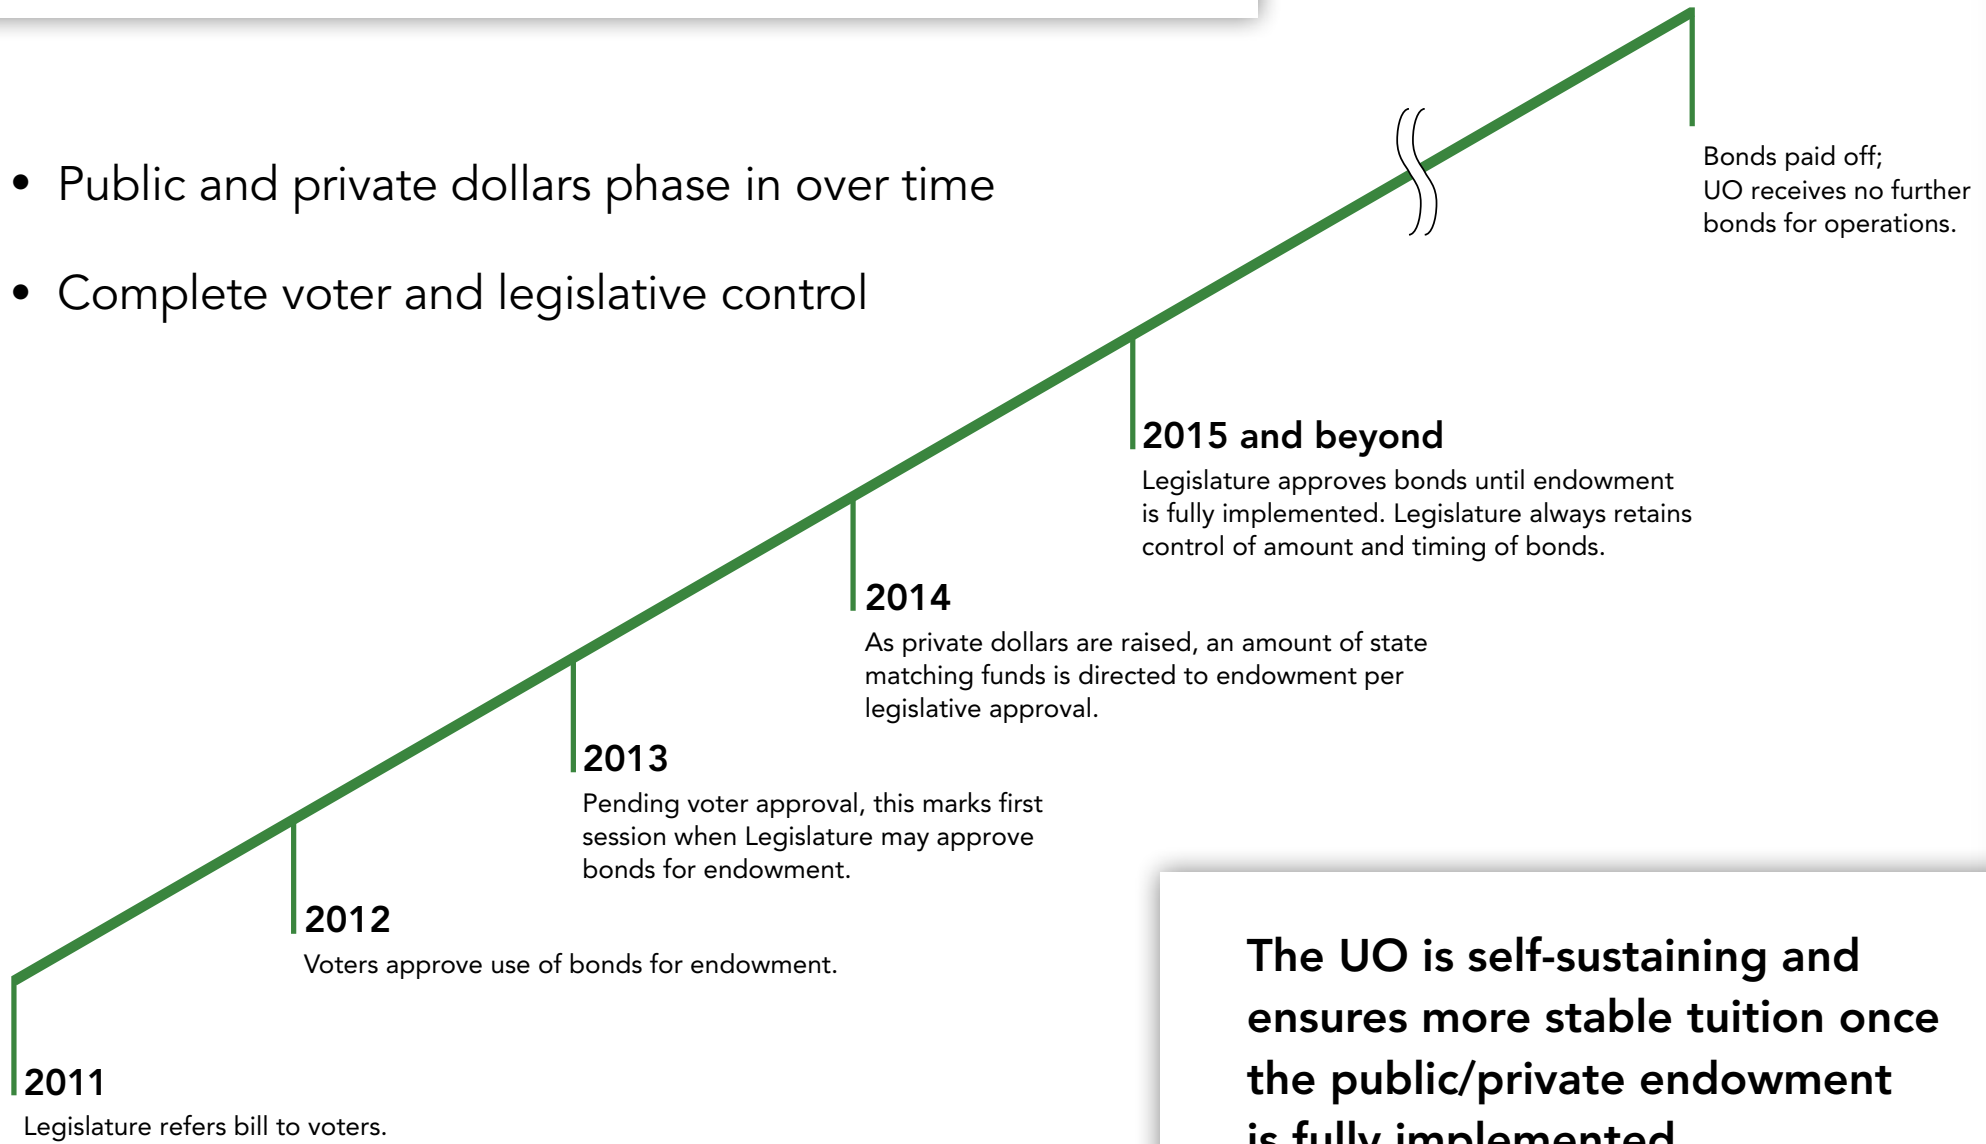 • Public and private dollars phase in over time
• Complete voter and legislative control
Bonds paid off;
UO receives no further
bonds for operations.
2015 and beyond
Legislature approves bonds until endowment
is fully implemented. Legislature always retains
control of amount and timing of bonds.
2014
As private dollars are raised, an amount of state
matching funds is directed to endowment per
legislative approval.
2013
Pending voter approval, this marks first
session when Legislature may approve
bonds for endowment.
2012
Voters approve use of bonds for endowment.
2011
Legislature refers bill to voters.
The UO is self-sustaining and
ensures more stable tuition once
the public/private endowment
is fully implemented